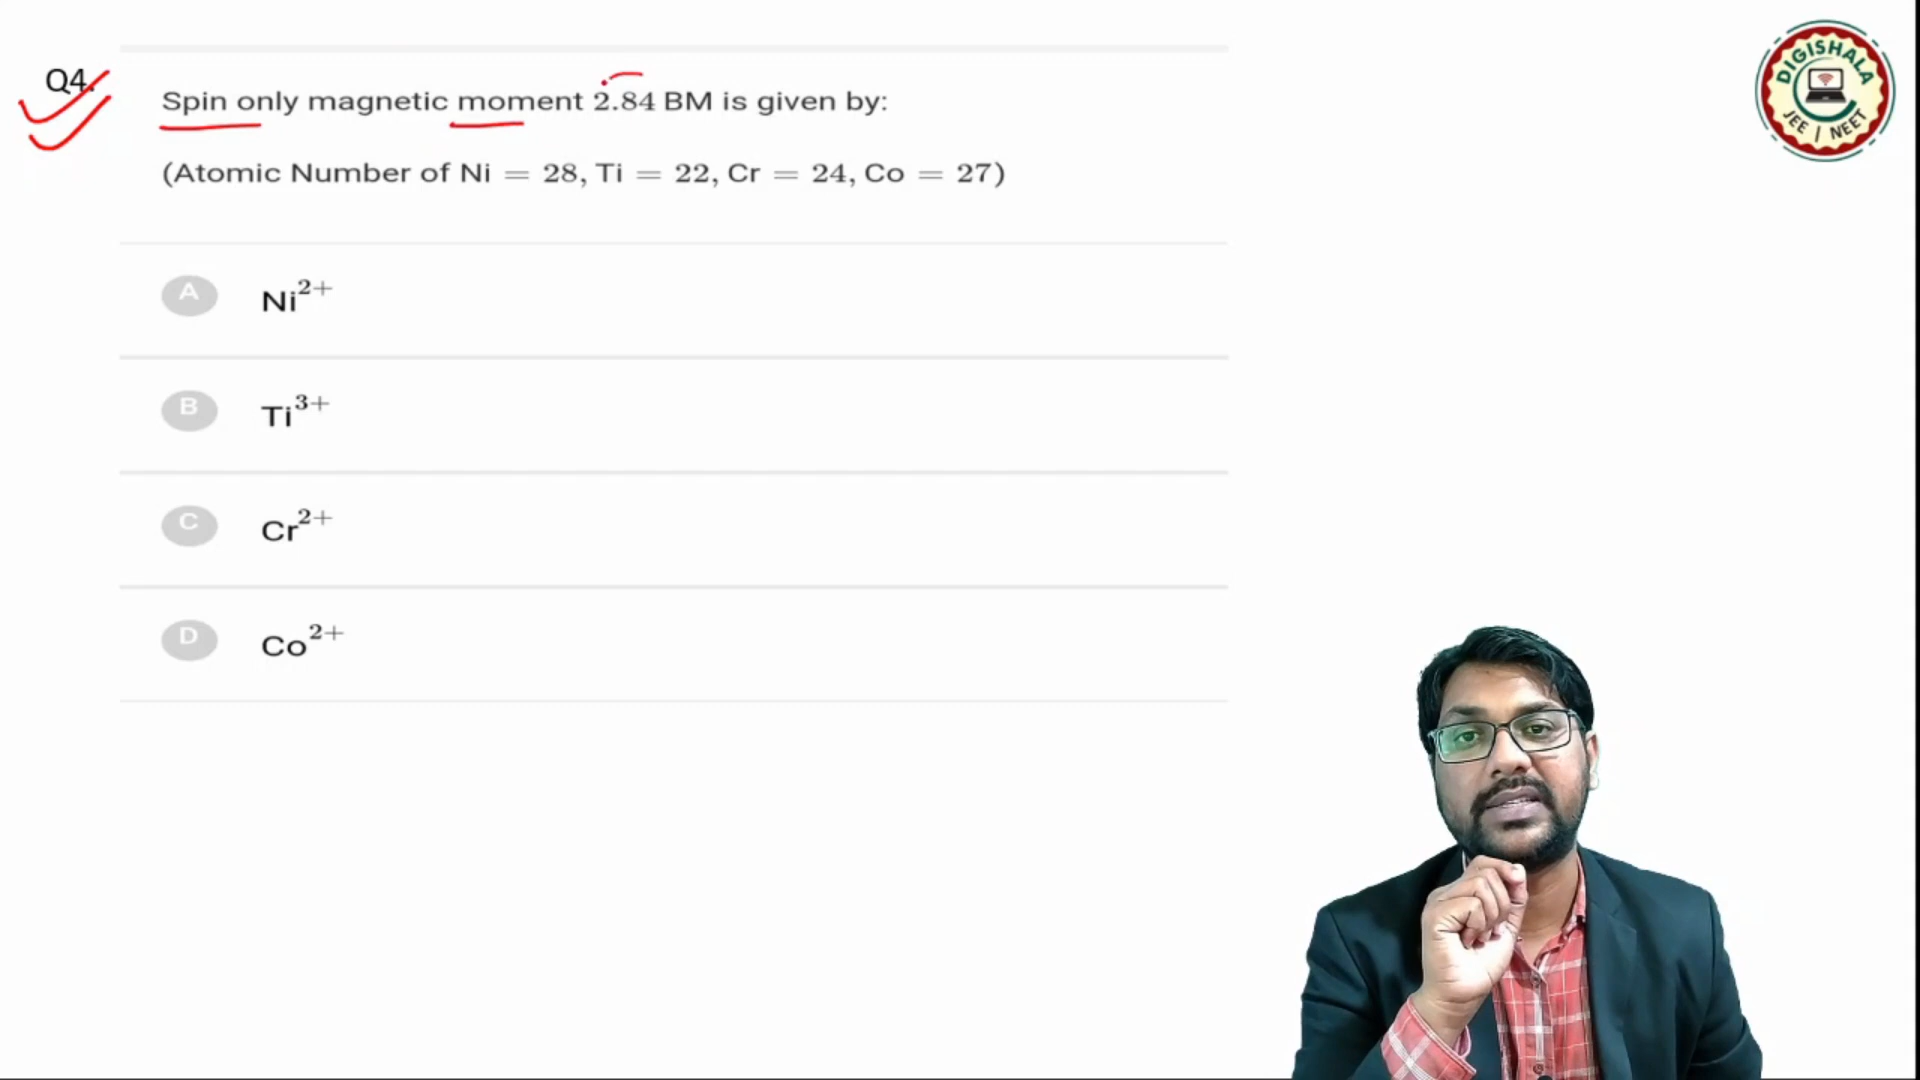 Q4.
Spin only magnetic moment 2.84 BM is given by:
(Atomic Number of Ni = 28, Ti = 22, Cr = 24, Co = 27)
A Ni²⁺
B Ti³⁺
C Cr²⁺
D Co²⁺
DIGISHALA
JEE | NEET